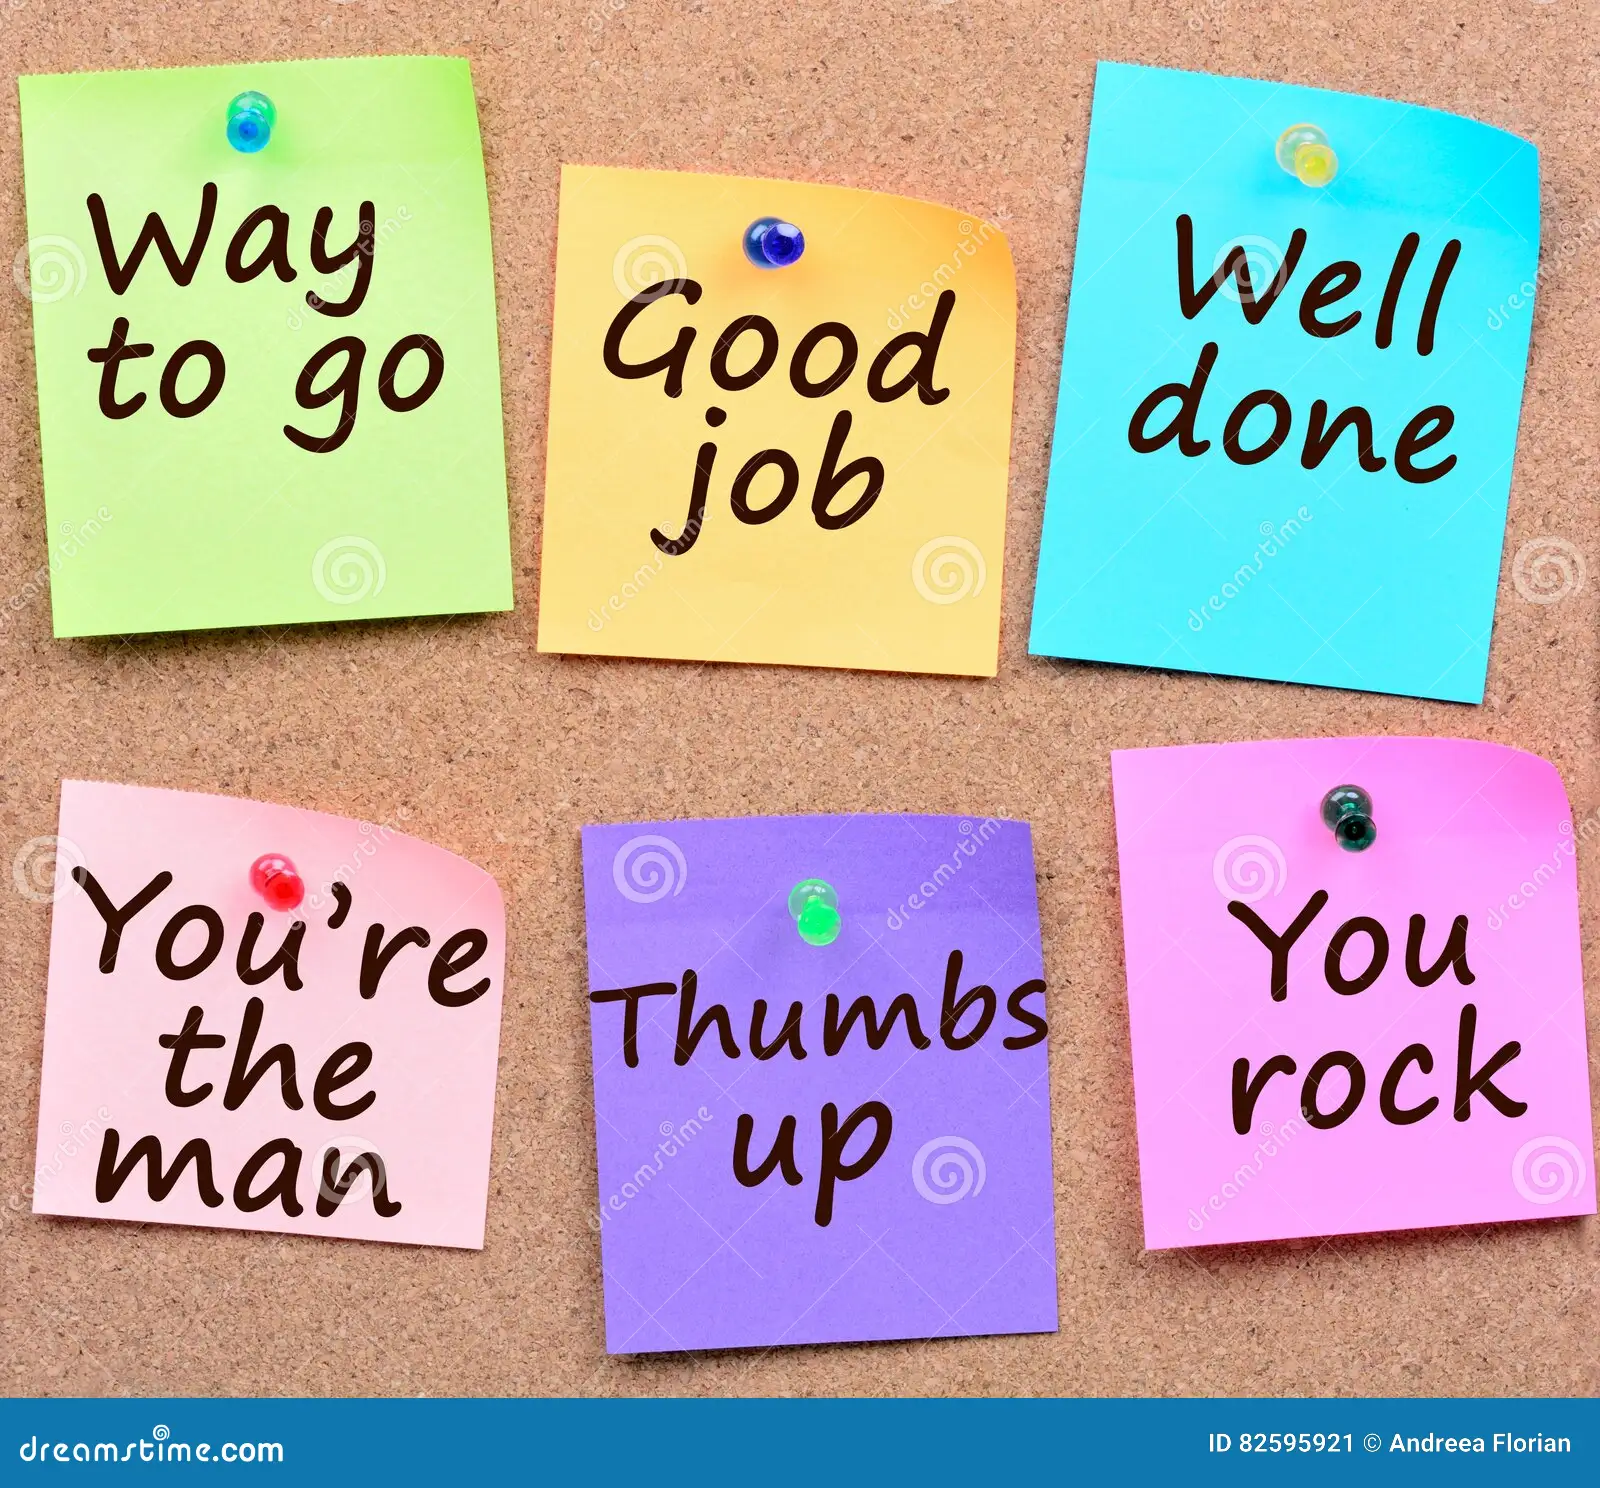 Way
to go
Good
job
Well
done
You're
the
man
Thumbs
up
You
rock
dreamstime.com
ID 82595921 © Andreea Florian